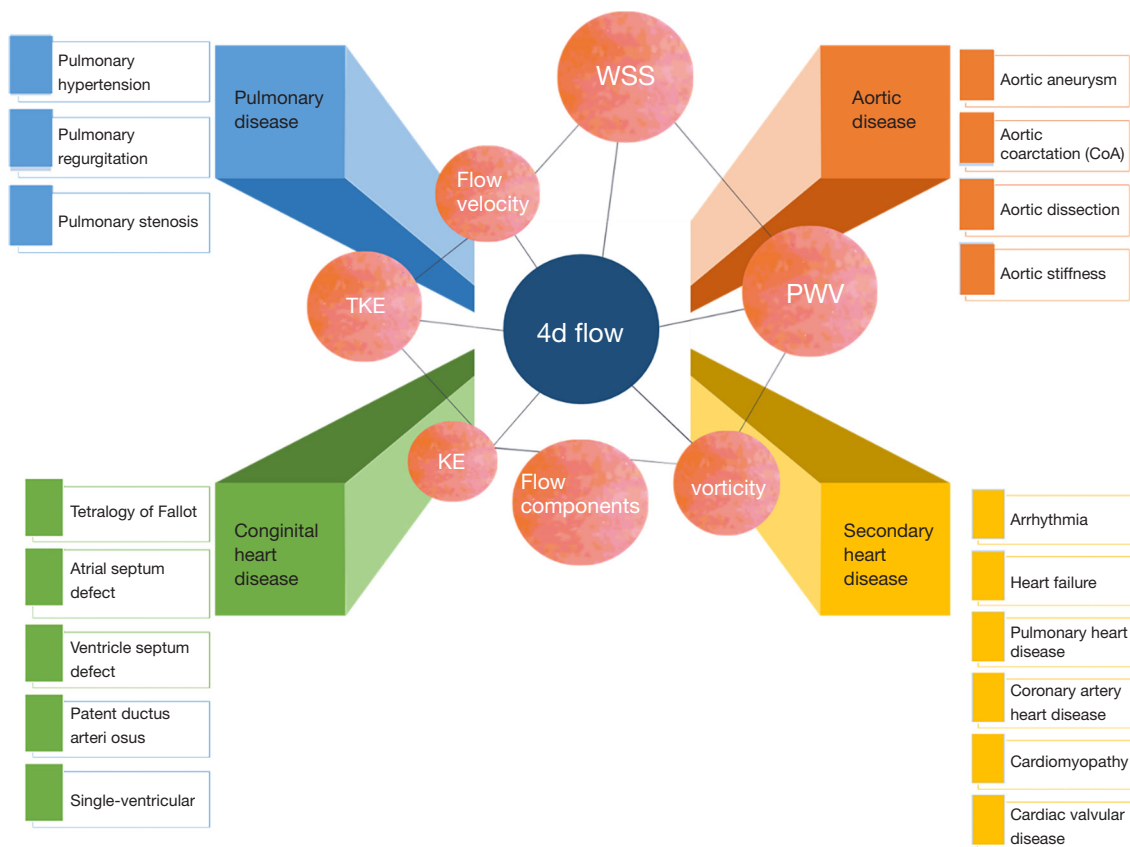 Pulmonary
hypertension
Pulmonary
regurgitation
Pulmonary stenosis
Pulmonary
disease
WSS
Flow
velocity
TKE
4d flow
PWV
KE
Flow
components
vorticity
Aortic
disease
Aortic aneurysm
Aortic
coarctation (CoA)
Aortic dissection
Aortic stiffness
Tetralogy of Fallot
Atrial septum
defect
Ventricle septum
defect
Patent ductus
arteri osus
Single-ventricular
Conginital
heart
disease
Secondary
heart
disease
Arrhythmia
Heart failure
Pulmonary heart
disease
Coronary artery
heart disease
Cardiomyopathy
Cardiac valvular
disease